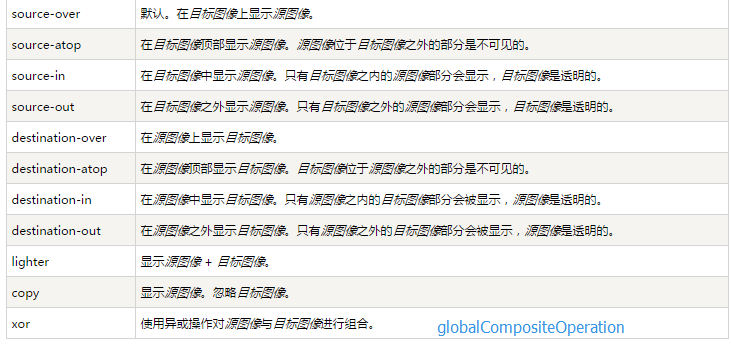 source-over 默认。在目标图像上显示源图像。
source-atop 在目标图像顶部显示源图像。源图像位于目标图像之外的部分是不可见的。
source-in 在目标图像中显示源图像。只有目标图像之内的源图像部分会显示，目标图像是透明的。
source-out 在目标图像之外显示源图像。只有目标图像之外的源图像部分会显示，目标图像是透明的。
destination-over 在源图像上显示目标图像。
destination-atop 在源图像顶部显示目标图像。目标图像位于源图像之外的部分是不可见的。
destination-in 在源图像中显示目标图像。只有源图像之内的目标图像部分会被显示，源图像是透明的。
destination-out 在源图像之外显示目标图像。只有源图像之外的目标图像部分会被显示，源图像是透明的。
lighter 显示源图像 + 目标图像。
copy 显示源图像。忽略目标图像。
xor 使用异或操作对源图像与目标图像进行组合。
globalCompositeOperation